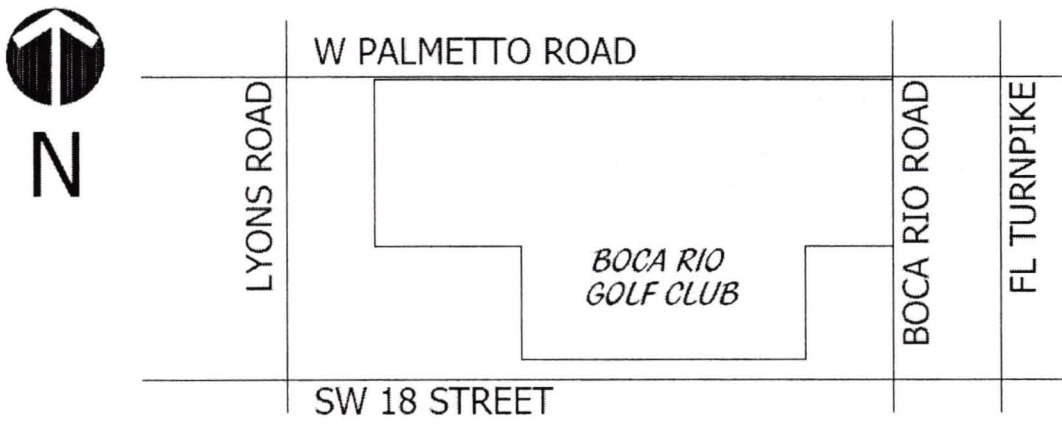 W PALMETTO ROAD
N
LYONS ROAD
BOCA RIO
GOLF CLUB
BOCA RIO ROAD
FL TURNPIKE
SW 18 STREET